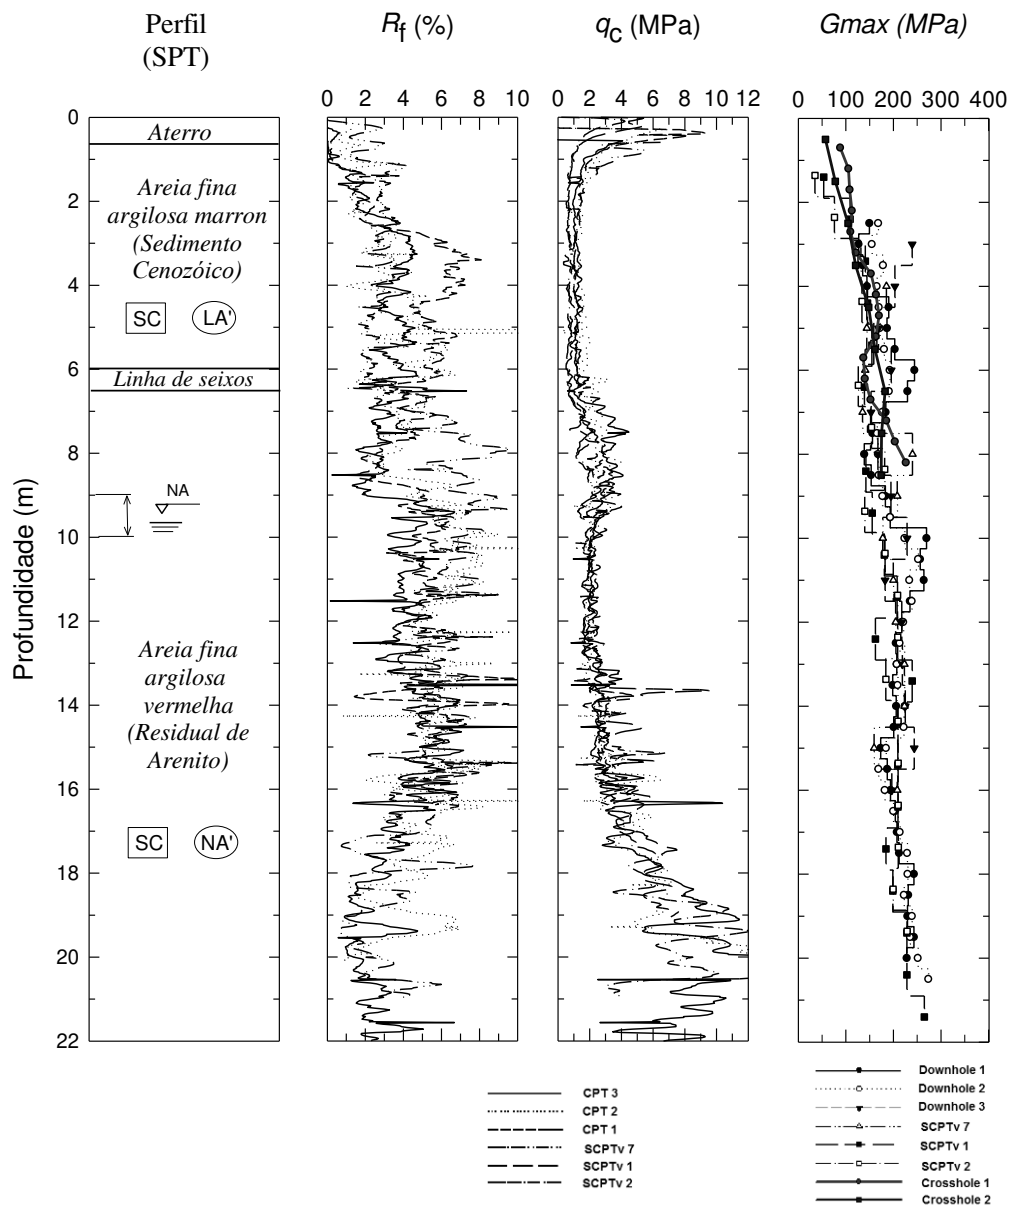 Perfil
(SPT)
Rf (%)
qc (MPa)
Gmax (MPa)
0 2 4 6 8 10
0 2 4 6 8 10 12
0 100 200 300 400
0
2
4
6
8
10
12
14
16
18
20
22
Profundidade (m)
Aterro
Areia fina
argilosa marron
(Sedimento
Cenozóico)
SC LA'
Linha de seixos
NA
Areia fina
argilosa
vermelha
(Residual de
Arenito)
SC NA'
CPT 3
CPT 2
CPT 1
SCPTv 7
SCPTv 1
SCPTv 2
Downhole 1
Downhole 2
Downhole 3
SCPTv 7
SCPTv 1
SCPTv 2
Crosshole 1
Crosshole 2